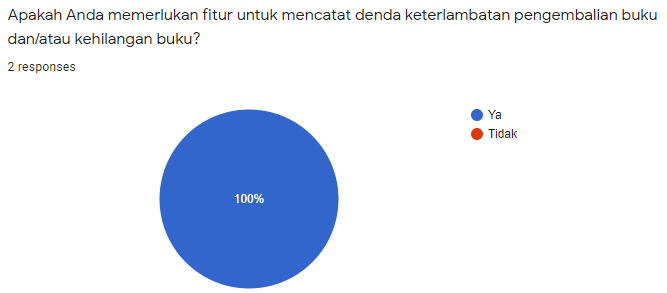 Apakah Anda memerlukan fitur untuk mencatat denda keterlambatan pengembalian buku
dan/atau kehilangan buku?
2 responses
Ya
Tidak
100%